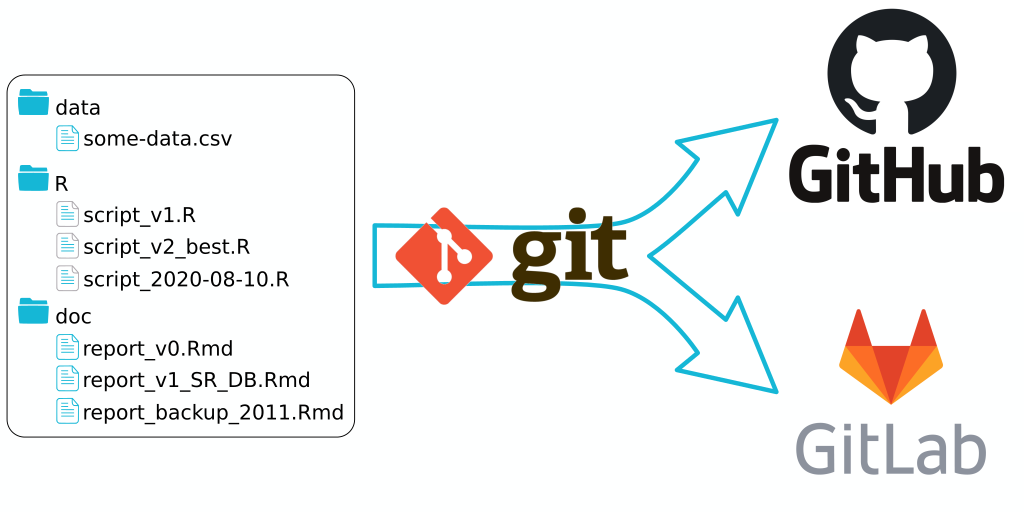 data
some-data.csv
R
script_v1.R
script_v2_best.R
script_2020-08-10.R
doc
report_v0.Rmd
report_v1_SR_DB.Rmd
report_backup_2011.Rmd
git
GitHub
GitLab